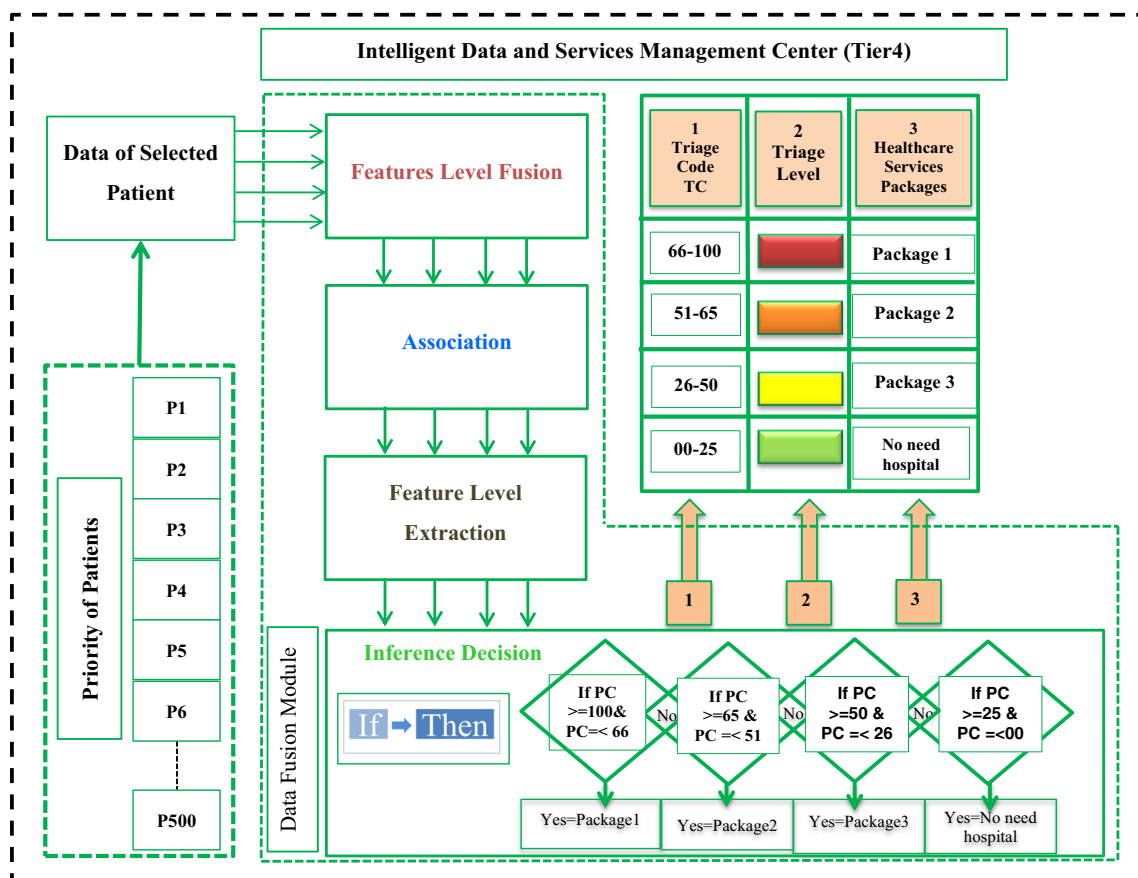 Intelligent Data and Services Management Center (Tier4)
Data of Selected
Patient
Priority of Patients
P1
P2
P3
P4
P5
P6
P500
Features Level Fusion
Association
Feature Level
Extraction
1
Triage
Code
TC
2
Triage
Level
3
Healthcare
Services
Packages
66-100
Package 1
51-65
Package 2
26-50
Package 3
00-25
No need
hospital
1
2
3
Data Fusion Module
Inference Decision
If
Then
If PC
>=100&
PC=< 66
No
If PC
>=65 &
PC =< 51
No
If PC
>=50 &
PC =< 26
No
If PC
>=25 &
PC =<00
Yes=Package1
Yes=Package2
Yes=Package3
Yes=No need
hospital